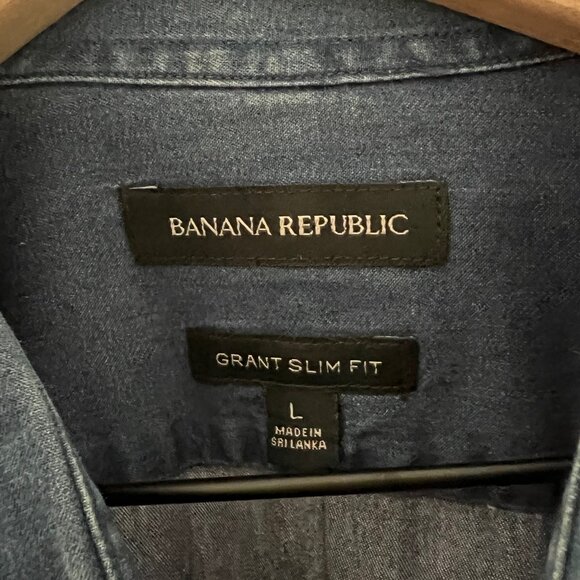 BANANA REPUBLIC
GRANT SLIM FIT
L
MADE IN
SRI LANKA